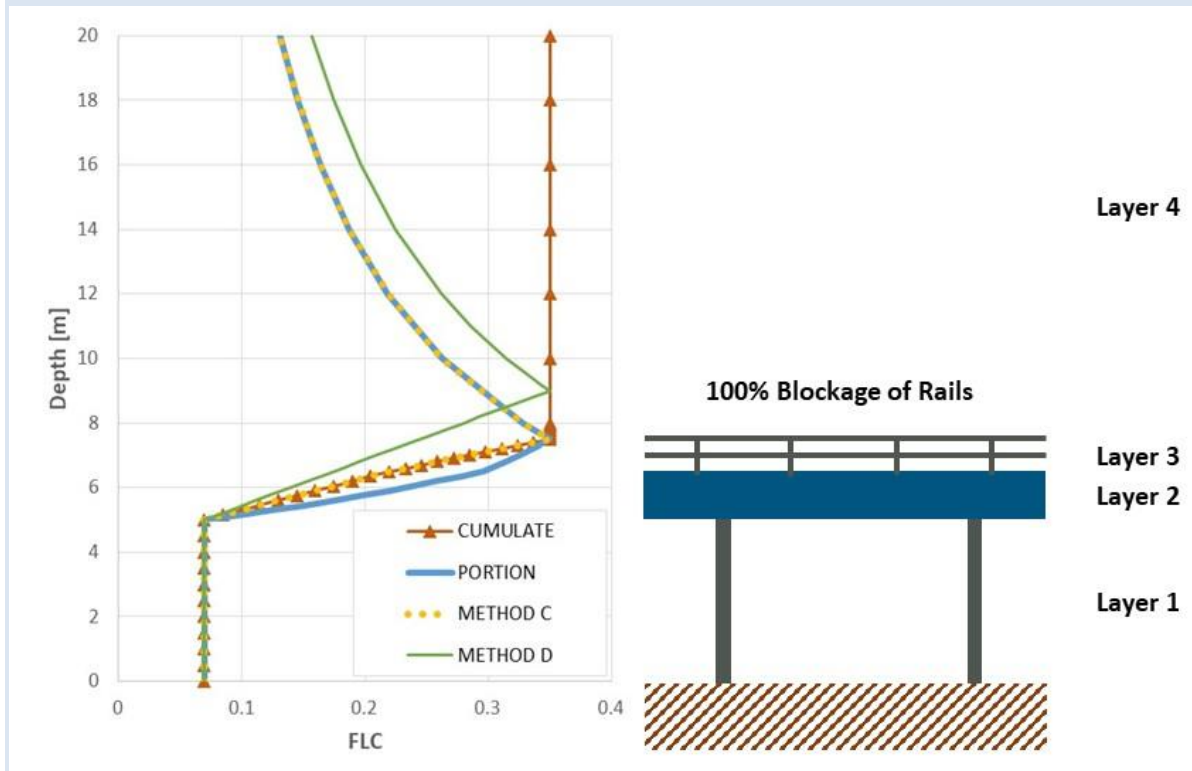 20
18
16
14
12
10
8
6
4
2
0
Depth [m]
0 0.1 0.2 0.3 0.4
FLC
CUMULATE
PORTION
METHOD C
METHOD D
Layer 4
100% Blockage of Rails
Layer 3
Layer 2
Layer 1